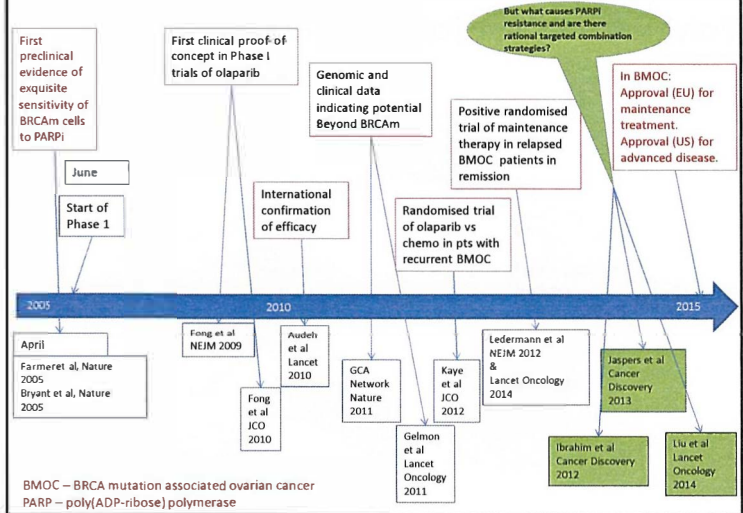 First
preclinical
evidence of
exquisite
sensitivity of
BRCAm cells
to PARPi
June
Start of
Phase 1
First clinical proof-of-
concept in Phase I
trials of olaparib
International
confirmation
of efficacy
Genomic and
clinical data
indicating potential
Beyond BRCAm
Randomised trial
of olaparib vs
chemo in pts with
recurrent BMOC
Positive randomised
trial of maintenance
therapy in relapsed
BMOC patients in
remission
But what causes PARPi
resistance and are there
rational targeted combination
strategies?
In BMOC:
Approval (EU) for
maintenance
treatment.
Approval (US) for
advanced disease.
2005
2010
2015
April
Farmer et al, Nature
2005
Bryant et al, Nature
2005
Fong et al
NEJM 2009
Fong
et al
JCO
2010
Audeh
et al
Lancet
2010
GCA
Network
Nature
2011
Gelmon
et al
Lancet
Oncology
2011
Kaye
et al
JCO
2012
Ledermann et al
NEJM 2012
&
Lancet Oncology
2014
Ibrahim et al
Cancer Discovery
2012
Jaspers et al
Cancer
Discovery
2013
Liu et al
Lancet
Oncology
2014
BMOC – BRCA mutation associated ovarian cancer
PARP – poly(ADP-ribose) polymerase